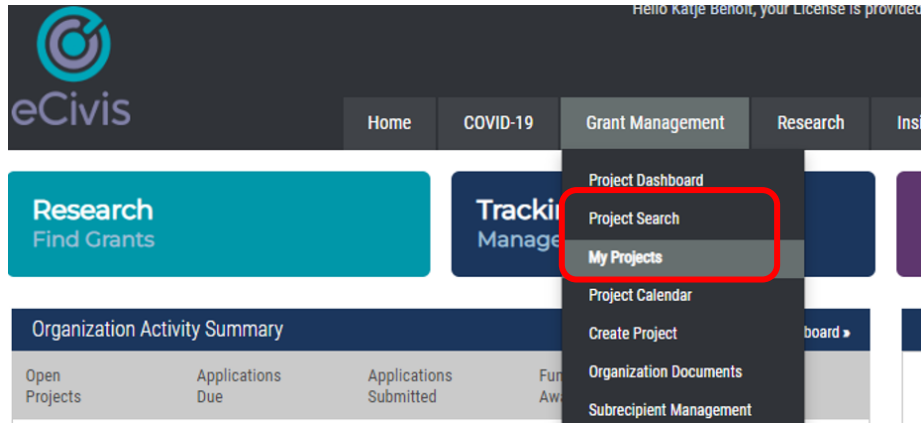 Hello Katje Benoit, your License is provided
eCivis
Home COVID-19 Grant Management Research
Project Dashboard
Project Search
My Projects
Project Calendar
Create Project
Organization Documents
Subrecipient Management
Research
Find Grants
Manage
Organization Activity Summary
board »
Open
Projects
Applications
Due
Applications
Submitted